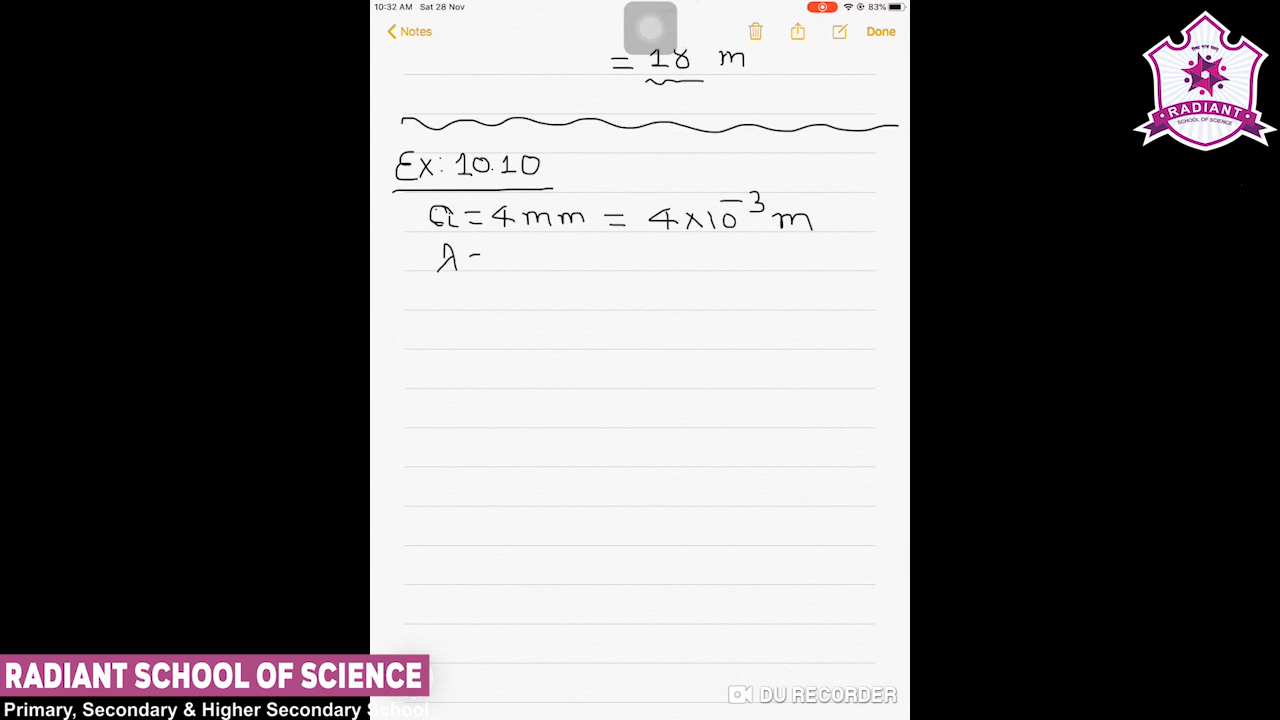 10:32 AM Sat 28 Nov
83%
Notes
Done
= 18 m
Ex: 10.10
a = 4 mm = 4 × 10⁻³ m
λ -
RADIANT
SCHOOL OF SCIENCE
RADIANT SCHOOL OF SCIENCE
Primary, Secondary & Higher Secondary School
DU RECORDER